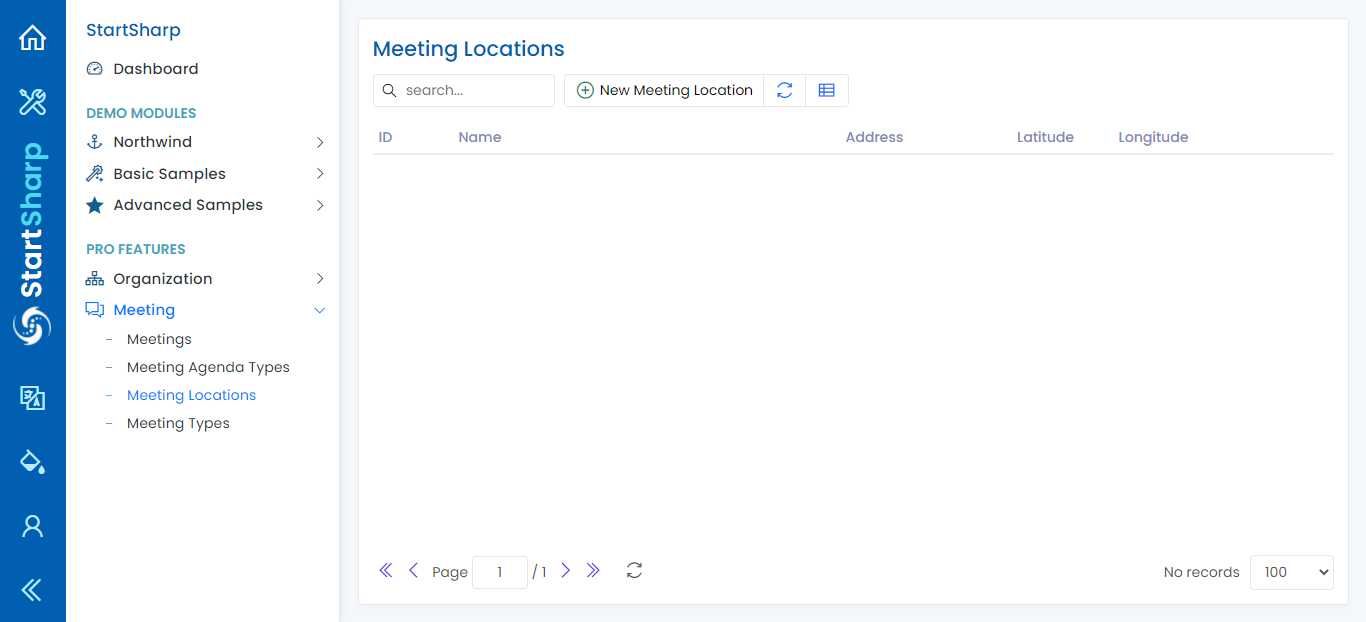 StartSharp
StartSharp
Dashboard
DEMO MODULES
Northwind
Basic Samples
Advanced Samples
PRO FEATURES
Organization
Meeting
- Meetings
- Meeting Agenda Types
- Meeting Locations
- Meeting Types
Meeting Locations
search...
New Meeting Location
ID Name Address Latitude Longitude
Page 1 / 1
No records 100